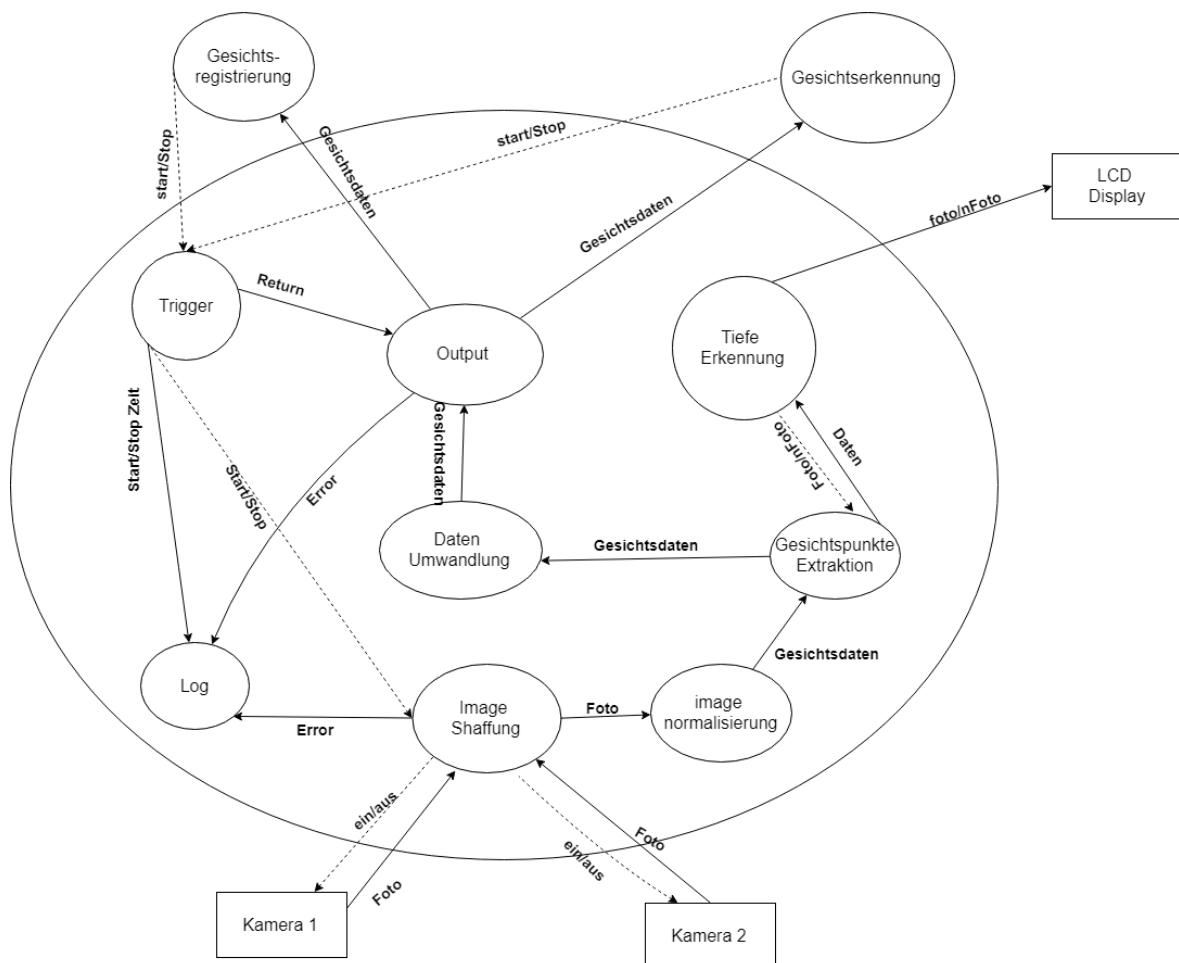 Gesichts-
registrierung
Gesichtserkennung
start/Stop
Gesichtsdaten
start/Stop
Gesichtsdaten
foto/nFoto
LCD
Display
Trigger
Return
Output
Tiefe
Erkennung
Start/Stop Zeit
Start/Stop
Error
Gesichtsdaten
Foto/nFoto
Daten
Daten
Umwandlung
Gesichtsdaten
Gesichtspunkte
Extraktion
Gesichtsdaten
Log
Error
Image
Shaffung
Foto
image
normalisierung
ein/aus
Foto
ein/aus
Foto
Kamera 1
Kamera 2